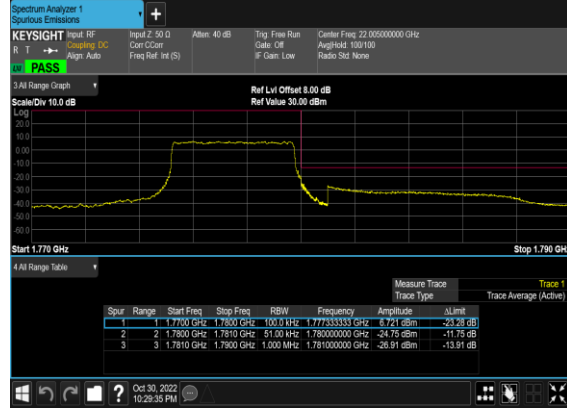 Spectrum Analyzer 1
Spurious Emissions
+
KEYSIGHT Input: RF Input Z: 50 Ω Atten: 40 dB Trig: Free Run Center Freq: 22.005000000 GHz
R T Coupling: DC Corr CCorr Gate: Off Avg|Hold: 100/100
Align: Auto Freq Ref: Int (S) IF Gain: Low Radio Std: None
PASS
3 All Range Graph
Ref Lvl Offset 8.00 dB
Scale/Div 10.0 dB Ref Value 30.00 dBm
Log
20.0
10.0
0.00
-10.0
-20.0
-30.0
-40.0
-50.0
-60.0
Start 1.770 GHz Stop 1.790 GH
4 All Range Table
Measure Trace Trace 1
Trace Type Trace Average (Active)
Spur Range Start Freq Stop Freq RBW Frequency Amplitude ΔLimit
1 1 1.7700 GHz 1.7800 GHz 100.0 kHz 1.777333333 GHz 6.721 dBm -23.28 dB
2 2 1.7800 GHz 1.7810 GHz 51.00 kHz 1.780000000 GHz -24.75 dBm -11.75 dB
3 3 1.7810 GHz 1.7900 GHz 1.000 MHz 1.781000000 GHz -26.91 dBm -13.91 dB
? Oct 30, 2022
10:29:35 PM